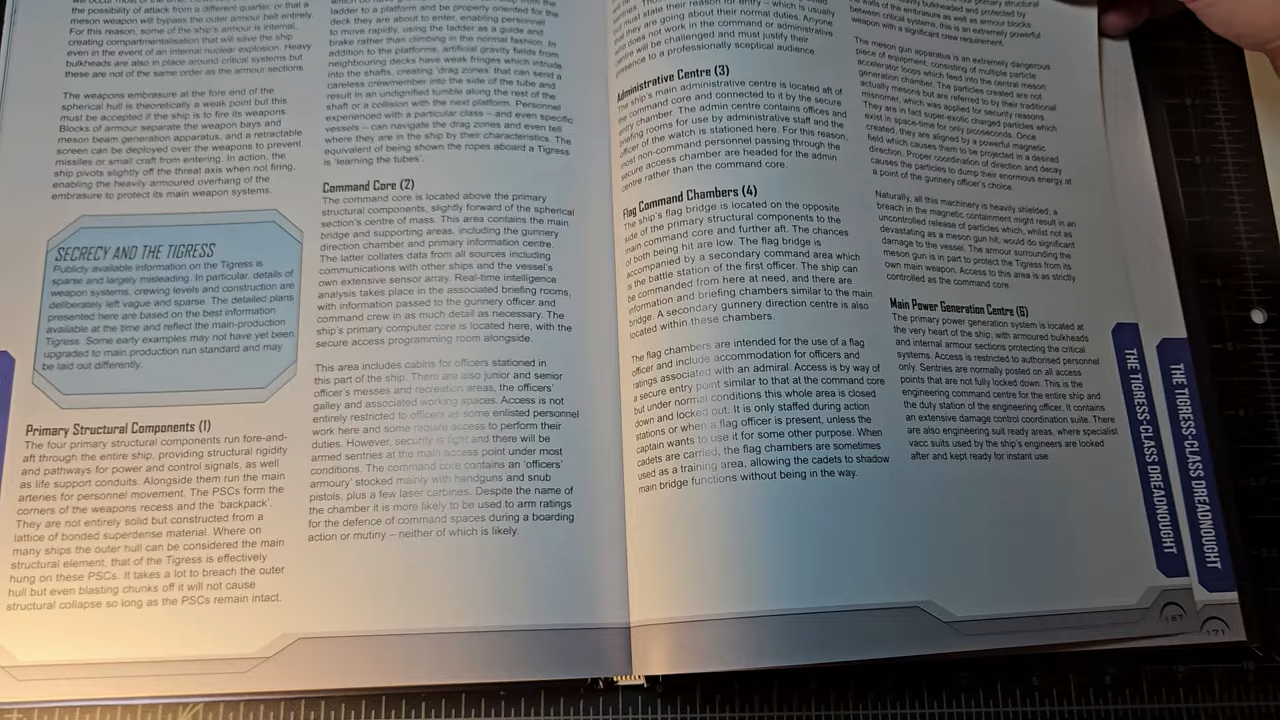 the possibility of attack from a different quarter, or that a
meson weapon will bypass the outer armour belt entirely.
For this reason, some of the ship's armour is internal,
creating compartmentalisation that will save the ship
even in the event of internal nuclear explosion. Heavy
bulkheads are also in place around critical systems but
these are not of the same order as the armour sections.
The weapons embrasure at the fore end of the
spherical hull is theoretically a weak point but this
must be accepted if the ship is to fire its weapons.
Blocks of armour separate the weapon bays and
meson beam generation apparatus, and a retractable
screen can be deployed over the weapons to prevent
missiles or small craft from entering. In action, the
ship pivots slightly off the threat axis when not firing,
enabling the heavily armoured overhang of the
embrasure to protect its main weapon systems.
SECRECY AND THE TIGRESS
Publicly available information on the Tigress is
sparse and largely misleading. In particular, details of
weapon systems, crewing levels and construction are
deliberately left vague and sparse. The detailed plans
presented here are based on the best information
available at the time and reflect the main-production
Tigress. Some early examples may not have yet been
upgraded to main production run standard and may
be laid out differently.
Primary Structural Components (1)
The four primary structural components run fore-and-
aft through the entire ship, providing structural rigidity
and pathways for power and control signals, as well
as life support conduits. Alongside them run the main
arteries for personnel movement. The PSCs form the
corners of the weapons recess and the 'backpack'.
They are not entirely solid but constructed from a
lattice of bonded superdense material. Where on
many ships the outer hull can be considered the main
structural element, that of the Tigress is effectively
hung on these PSCs. It takes a lot to breach the outer
hull but even blasting chunks off it will not cause
structural collapse so long as the PSCs remain intact.
ladder to a platform and be properly oriented for the
deck they are about to enter, enabling personnel
to move rapidly, using the ladder as a guide and
brake rather than climbing in the normal fashion. In
addition to the platforms, artificial gravity fields from
neighbouring decks have weak fringes which intrude
into the shafts, creating 'drag zones' that can send a
careless crewmember into the side of the tube and
result in an undignified tumble along the rest of the
shaft or a collision with the next platform. Personnel
experienced with a particular class – and even specific
vessels – can navigate the drag zones and even tell
where they are in the ship by their characteristics. The
equivalent of being shown the ropes aboard a Tigress
is 'learning the tubes'.
Command Core (2)
The command core is located above the primary
structural components, slightly forward of the spherical
section's centre of mass. This area contains the main
bridge and supporting areas, including the gunnery
direction chamber and primary information centre.
The latter collates data from all sources including
communications with other ships and the vessel's
own extensive sensor array. Real-time intelligence
analysis takes place in the associated briefing rooms,
with information passed to the gunnery officer and
command crew in as much detail as necessary. The
ship's primary computer core is located here, with the
secure access programming room alongside.
This area includes cabins for officers stationed in
this part of the ship. There are also junior and senior
officer's messes and recreation areas, the officers'
galley and associated working spaces. Access is not
entirely restricted to officers as some enlisted personnel
work here and some require access to perform their
duties. However, security is tight and there will be
armed sentries at the main access point under most
conditions. The command core contains an 'officers'
armoury' stocked mainly with handguns and snub
pistols, plus a few laser carbines. Despite the name of
the chamber it is more likely to be used to arm ratings
for the defence of command spaces during a boarding
action or mutiny – neither of which is likely.
must state their reason for entry – which is usually
they are going about their normal duties. Anyone
who does not work in the command or administrative
centre will be challenged and must justify their
presence to a professionally sceptical audience.
Administrative Centre (3)
The ship's main administrative centre is located aft of
the command core and connected to it by the secure
entry chamber. The admin centre contains offices and
briefing rooms for use by administrative staff and the
officer of the watch is stationed here. For this reason,
most non-command personnel passing through the
secure access chamber are headed for the admin
centre rather than the command core.
Flag Command Chambers (4)
The ship's flag bridge is located on the opposite
side of the primary structural components to the
main command core and further aft. The chances
of both being hit are low. The flag bridge is
accompanied by a secondary command area which
is the battle station of the first officer. The ship can
be commanded from here at need, and there are
information and briefing chambers similar to the main
bridge. A secondary gunnery direction centre is also
located within these chambers.
The flag chambers are intended for the use of a flag
officer and include accommodation for officers and
ratings associated with an admiral. Access is by way of
a secure entry point similar to that at the command core
but under normal conditions this whole area is closed
down and locked out. It is only staffed during action
stations or when a flag officer is present, unless the
captain wants to use it for some other purpose. When
cadets are carried, the flag chambers are sometimes
used as a training area, allowing the cadets to shadow
main bridge functions without being in the way.
heavily bulkheaded and protected by
the walls of the embrasure as well as armour blocks
between critical systems, is an extremely powerful
weapon with a significant crew requirement.
The meson gun apparatus is an extremely dangerous
piece of equipment, consisting of multiple particle
accelerator loops which feed into the central meson
generation chamber. The particles created are not
actually mesons but are referred to by their traditional
misnomer, which was applied for security reasons.
They are in fact super-exotic charged particles which
exist in space-time for only picoseconds. Once
created, they are aligned by a powerful magnetic
field which causes them to be projected in a desired
direction. Proper coordination of direction and decay
causes the particles to dump their enormous energy at
a point of the gunnery officer's choice.
Naturally, all this machinery is heavily shielded; a
breach in the magnetic containment might result in an
uncontrolled release of particles which, whilst not as
devastating as a meson gun hit, would do significant
damage to the vessel. The armour surrounding the
meson gun is in part to protect the Tigress from its
own main weapon. Access to this area is as strictly
controlled as the command core.
Main Power Generation Centre (6)
The primary power generation system is located at
the very heart of the ship, with armoured bulkheads
and internal armour sections protecting the critical
systems. Access is restricted to authorised personnel
only. Sentries are normally posted on all access
points that are not fully locked down. This is the
engineering command centre for the entire ship and
the duty station of the engineering officer. It contains
an extensive damage control coordination suite. There
are also engineering suit ready areas, where specialist
vacc suits used by the ship's engineers are locked
after and kept ready for instant use.
THE TIGRESS-CLASS DREADNOUGHT
THE TIGRESS-CLASS DREADNOUGHT
167
171